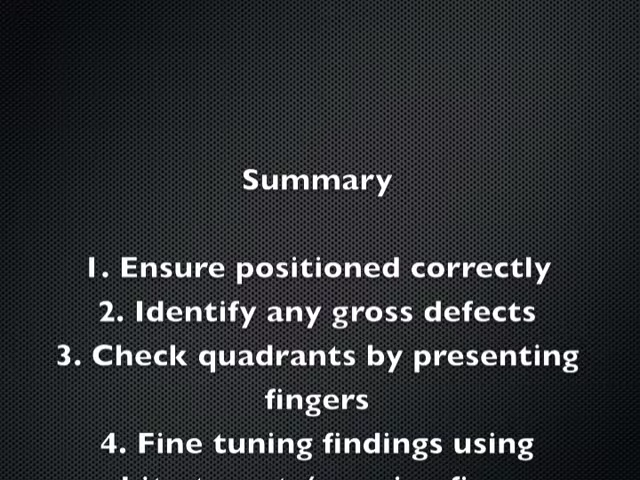 Summary
1. Ensure positioned correctly
2. Identify any gross defects
3. Check quadrants by presenting
fingers
4. Fine tuning findings using